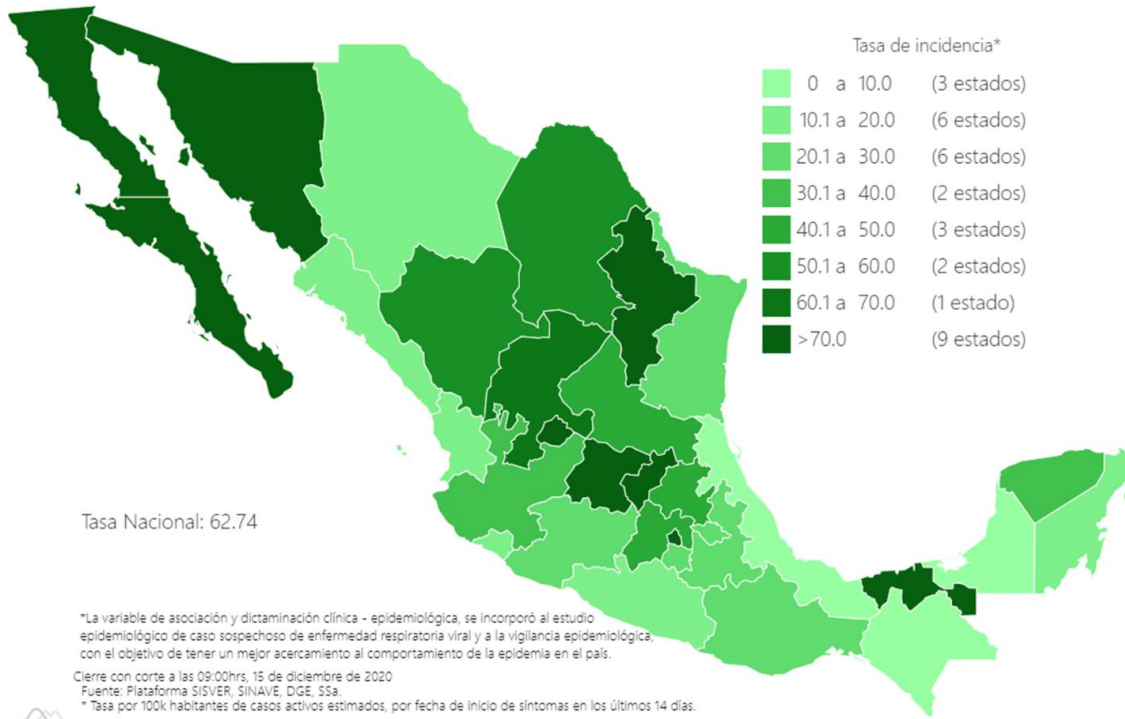 Tasa de incidencia*
0 a 10.0 (3 estados)
10.1 a 20.0 (6 estados)
20.1 a 30.0 (6 estados)
30.1 a 40.0 (2 estados)
40.1 a 50.0 (3 estados)
50.1 a 60.0 (2 estados)
60.1 a 70.0 (1 estado)
>70.0 (9 estados)
Tasa Nacional: 62.74
*La variable de asociación y dictaminación clínica - epidemiológica, se incorporó al estudio
epidemiológico de caso sospechoso de enfermedad respiratoria viral y a la vigilancia epidemiológica,
con el objetivo de tener un mejor acercamiento al comportamiento de la epidemia en el país.
Cierre con corte a las 09:00hrs, 15 de diciembre de 2020
Fuente: Plataforma SISVER, SINAVE, DGE, SSa.
* Tasa por 100k habitantes de casos activos estimados, por fecha de inicio de síntomas en los últimos 14 días.